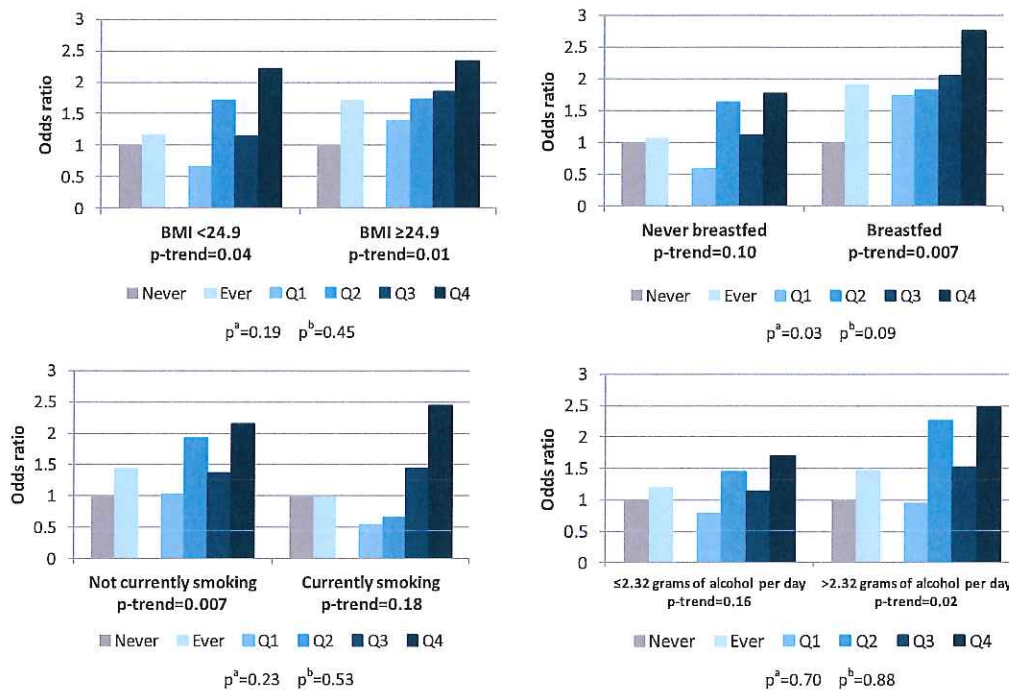 3
2.5
2
1.5
1
0.5
0
Odds ratio
BMI <24.9
p-trend=0.04
BMI ≥24.9
p-trend=0.01
Never Ever Q1 Q2 Q3 Q4
pᵃ=0.19 pᵇ=0.45
3
2.5
2
1.5
1
0.5
0
Odds ratio
Never breastfed
p-trend=0.10
Breastfed
p-trend=0.007
Never Ever Q1 Q2 Q3 Q4
pᵃ=0.03 pᵇ=0.09
3
2.5
2
1.5
1
0.5
0
Odds ratio
Not currently smoking
p-trend=0.007
Currently smoking
p-trend=0.18
Never Ever Q1 Q2 Q3 Q4
pᵃ=0.23 pᵇ=0.53
3
2.5
2
1.5
1
0.5
0
Odds ratio
≤2.32 grams of alcohol per day
p-trend=0.16
>2.32 grams of alcohol per day
p-trend=0.02
Never Ever Q1 Q2 Q3 Q4
pᵃ=0.70 pᵇ=0.88